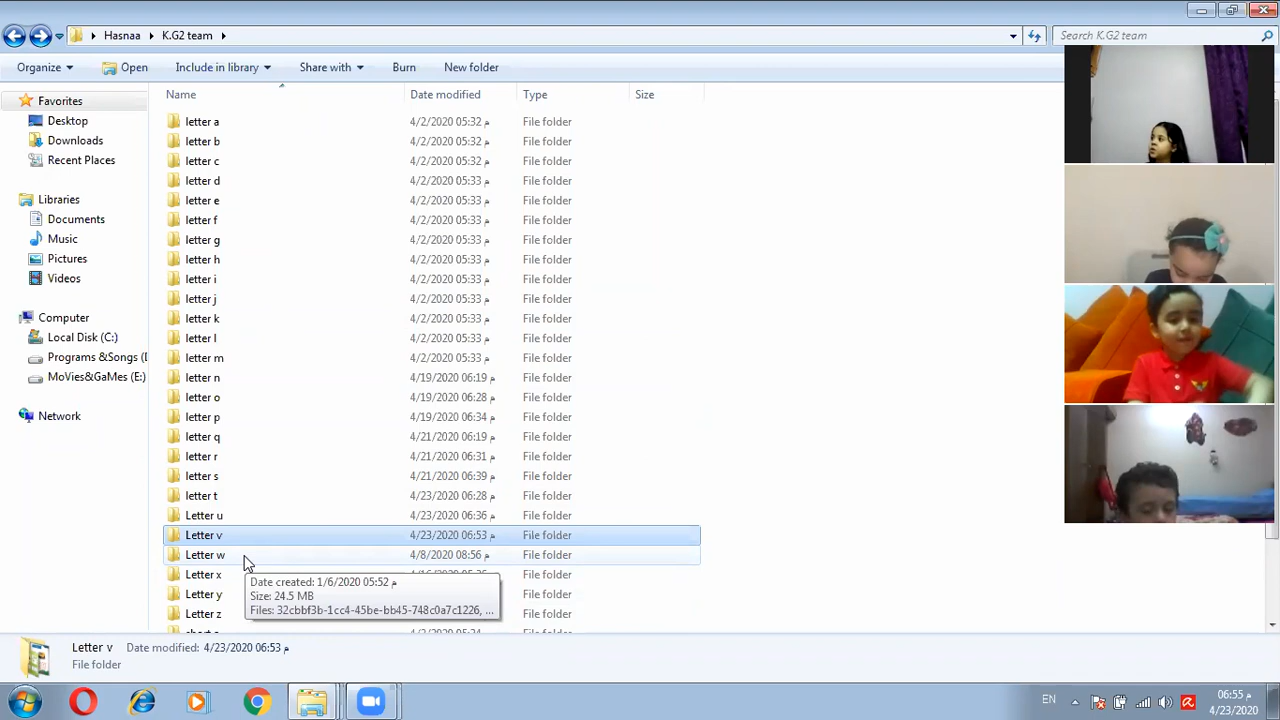 Hasnaa ▸ K.G2 team ▸
Search K.G2 team
Organize Open Include in library Share with Burn New folder
Name Date modified Type Size
Favorites
Desktop
Downloads
Recent Places
Libraries
Documents
Music
Pictures
Videos
Computer
Local Disk (C:)
Programs &Songs (D
MoVies&GaMes (E:)
Network
letter a 4/2/2020 05:32 م File folder
letter b 4/2/2020 05:32 م File folder
letter c 4/2/2020 05:32 م File folder
letter d 4/2/2020 05:33 م File folder
letter e 4/2/2020 05:33 م File folder
letter f 4/2/2020 05:33 م File folder
letter g 4/2/2020 05:33 م File folder
letter h 4/2/2020 05:33 م File folder
letter i 4/2/2020 05:33 م File folder
letter j 4/2/2020 05:33 م File folder
letter k 4/2/2020 05:33 م File folder
letter l 4/2/2020 05:33 م File folder
letter m 4/2/2020 05:33 م File folder
letter n 4/19/2020 06:19 م File folder
letter o 4/19/2020 06:28 م File folder
letter p 4/19/2020 06:34 م File folder
letter q 4/21/2020 06:19 م File folder
letter r 4/21/2020 06:31 م File folder
letter s 4/21/2020 06:39 م File folder
letter t 4/23/2020 06:28 م File folder
Letter u 4/23/2020 06:36 م File folder
Letter v 4/23/2020 06:53 م File folder
Letter w 4/8/2020 08:56 م File folder
Letter x File folder
Letter y File folder
Letter z File folder
Date created: 1/6/2020 05:52 م
Size: 24.5 MB
Files: 32cbbf3b-1cc4-45be-bb45-748c0a7c1226, ...
Letter v Date modified: 4/23/2020 06:53 م
File folder
EN
06:55 م
4/23/2020